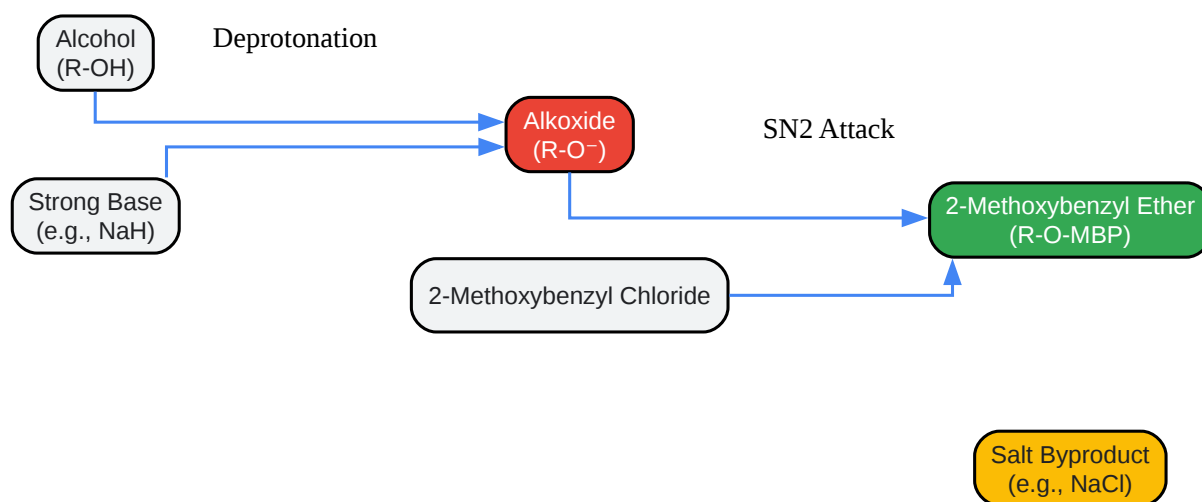 Alcohol
(R-OH)
Deprotonation
Alkoxide
(R-O⁻)
SN2 Attack
Strong Base
(e.g., NaH)
2-Methoxybenzyl Ether
(R-O-MBP)
2-Methoxybenzyl Chloride
Salt Byproduct
(e.g., NaCl)